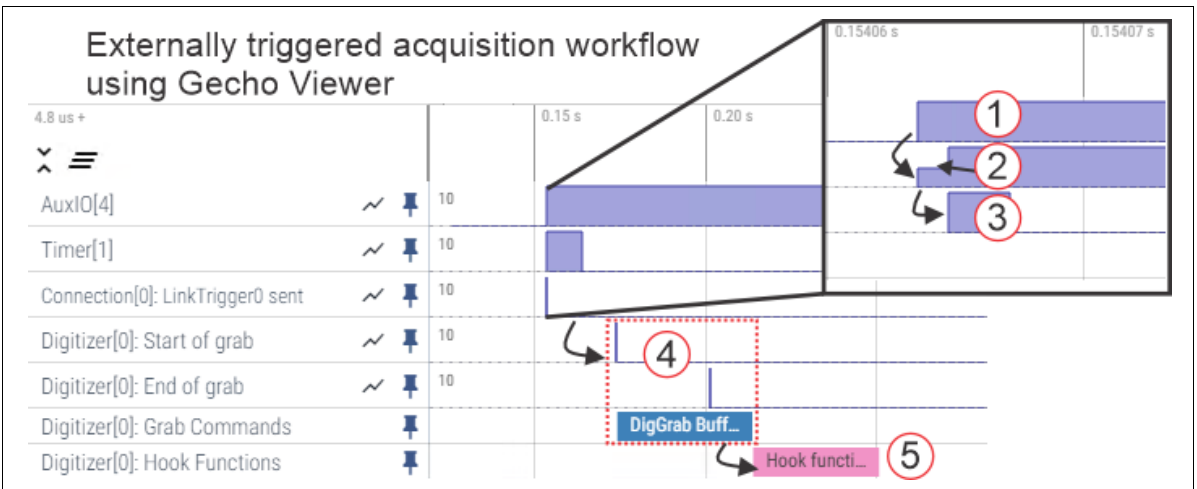 Externally triggered acquisition workflow
using Gecho Viewer
0.15406 s
0.15407 s
4.8 us +
0.15 s
0.20 s
1
2
3
AuxIO[4]
10
Timer[1]
10
Connection[0]: LinkTrigger0 sent
10
Digitizer[0]: Start of grab
10
4
Digitizer[0]: End of grab
10
Digitizer[0]: Grab Commands
DigGrab Buff...
Digitizer[0]: Hook Functions
Hook functi...
5